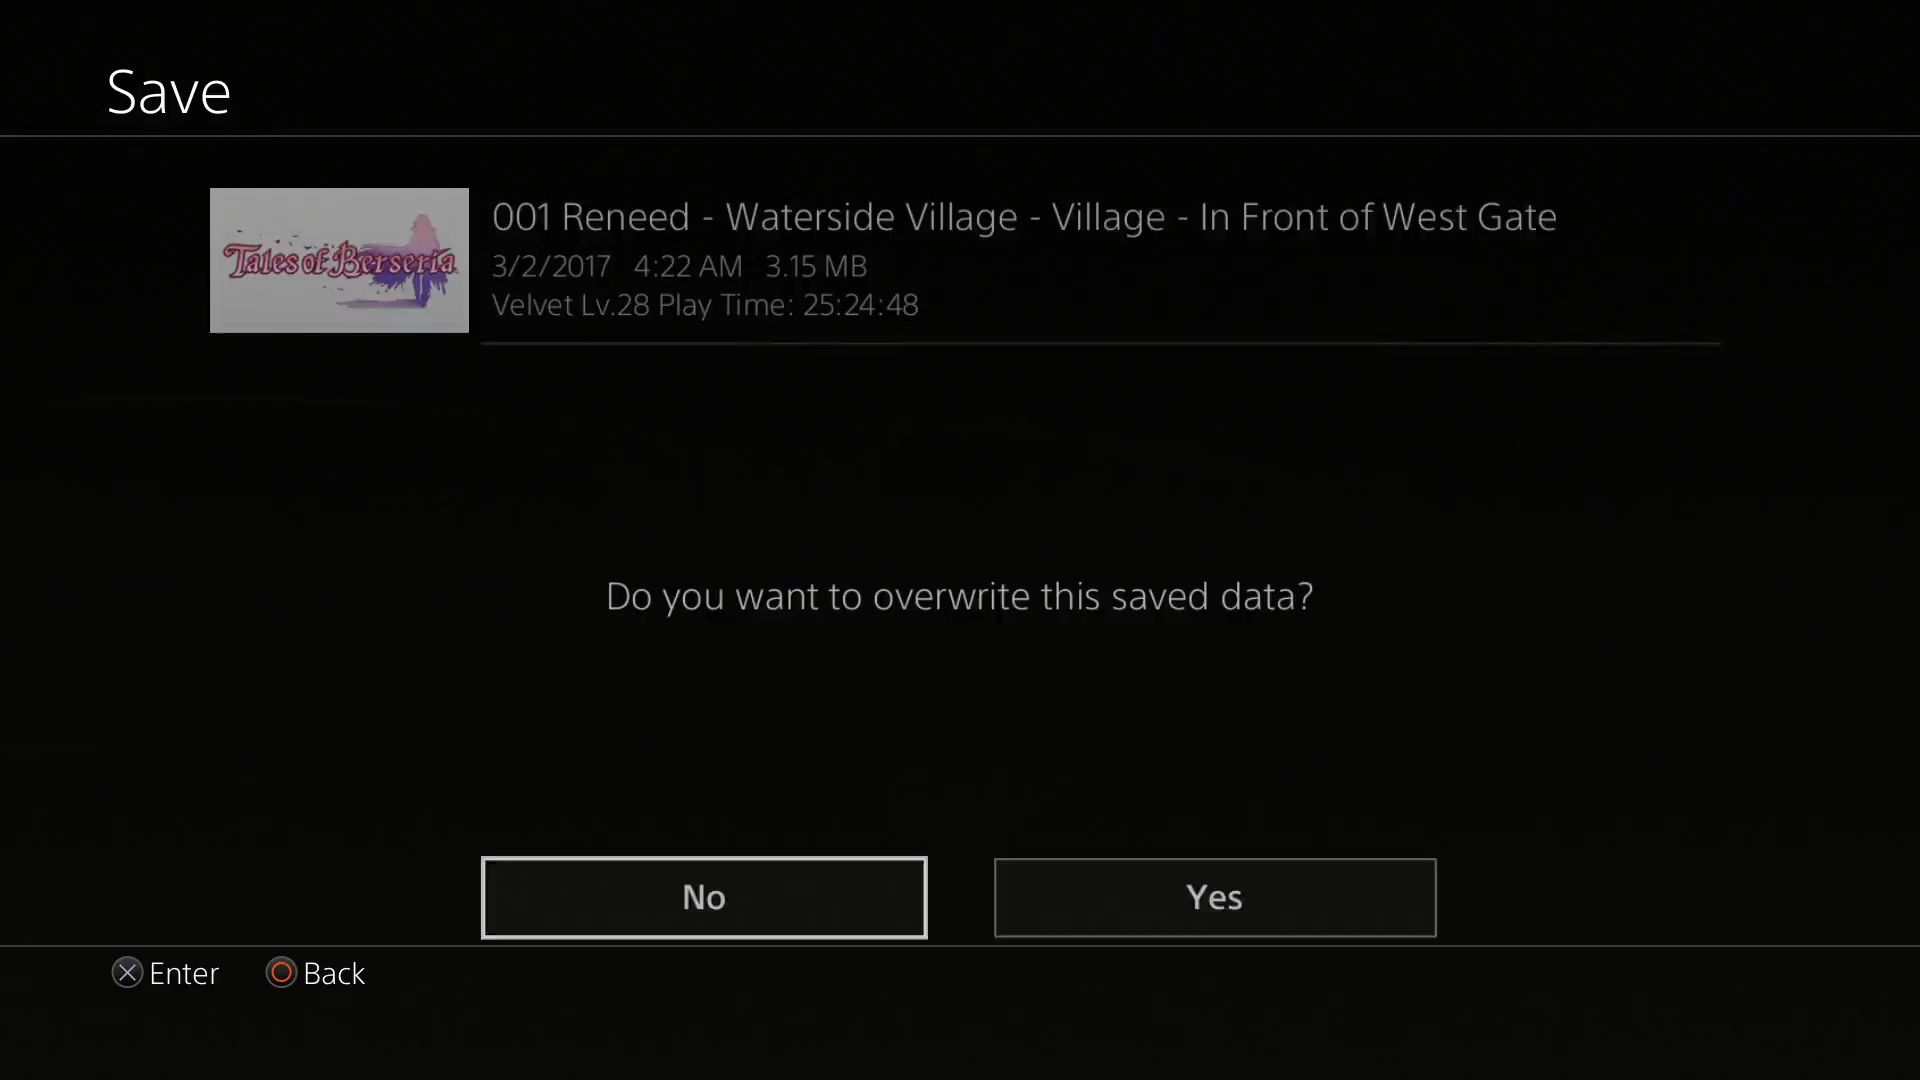 Save
Tales of Berseria
001 Reneed - Waterside Village - Village - In Front of West Gate
3/2/2017 4:22 AM 3.15 MB
Velvet Lv.28 Play Time: 25:24:48
Do you want to overwrite this saved data?
No
Yes
Enter
Back